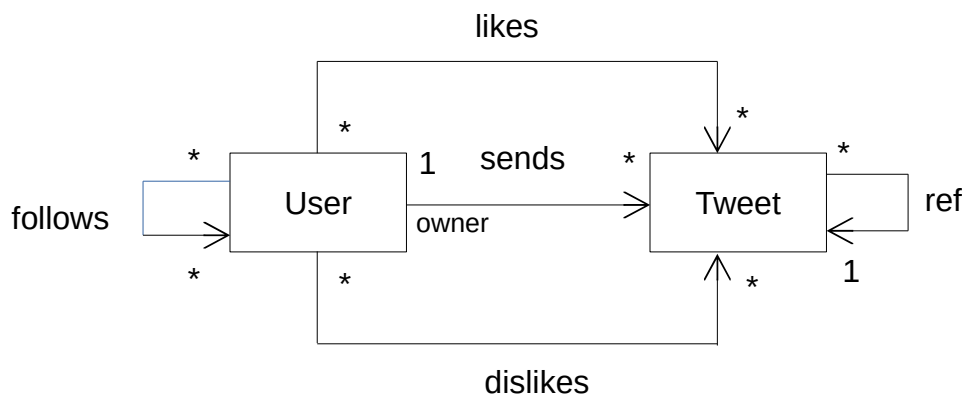 likes
*
*
*
*
1
sends
*
User
Tweet
ref
follows
owner
*
*
*
1
dislikes